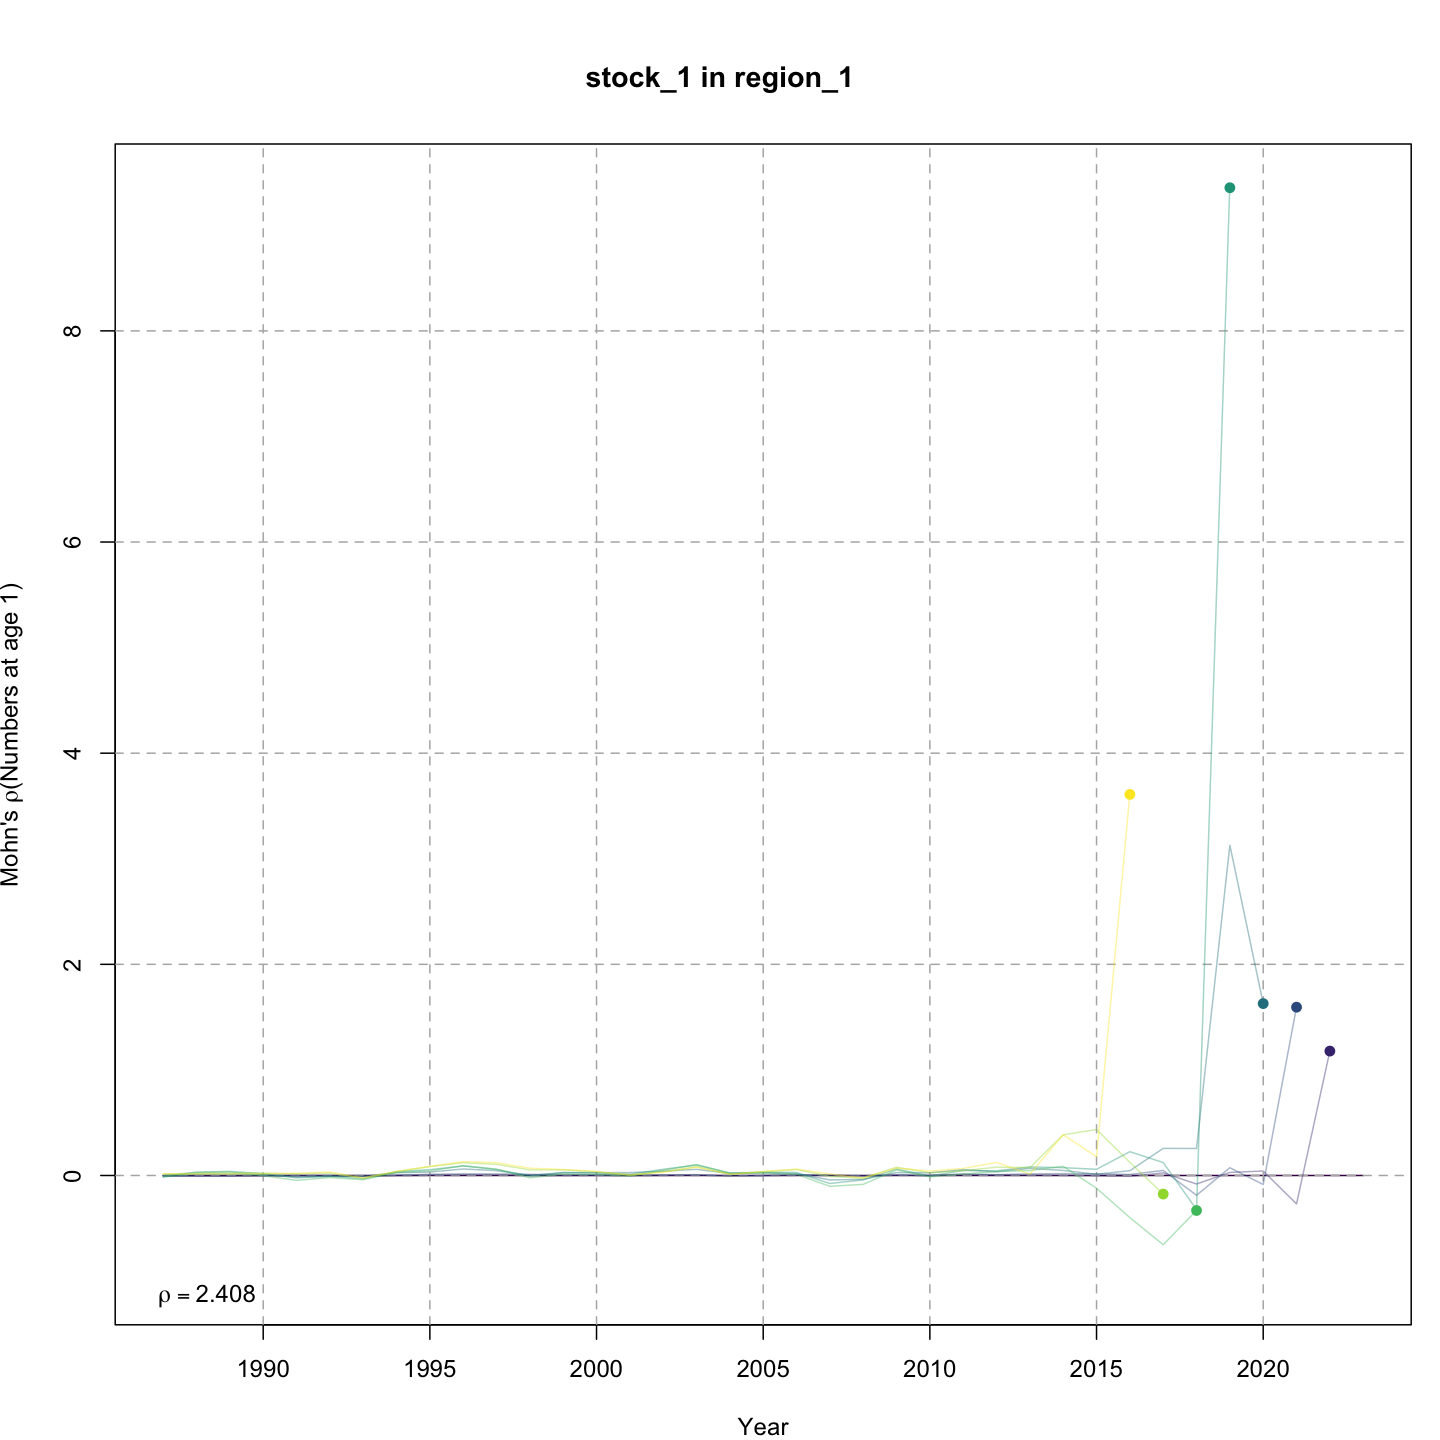 stock_1 in region_1
Mohn's ρ(Numbers at age 1)
8
6
4
2
0
ρ = 2.408
1990 1995 2000 2005 2010 2015 2020
Year